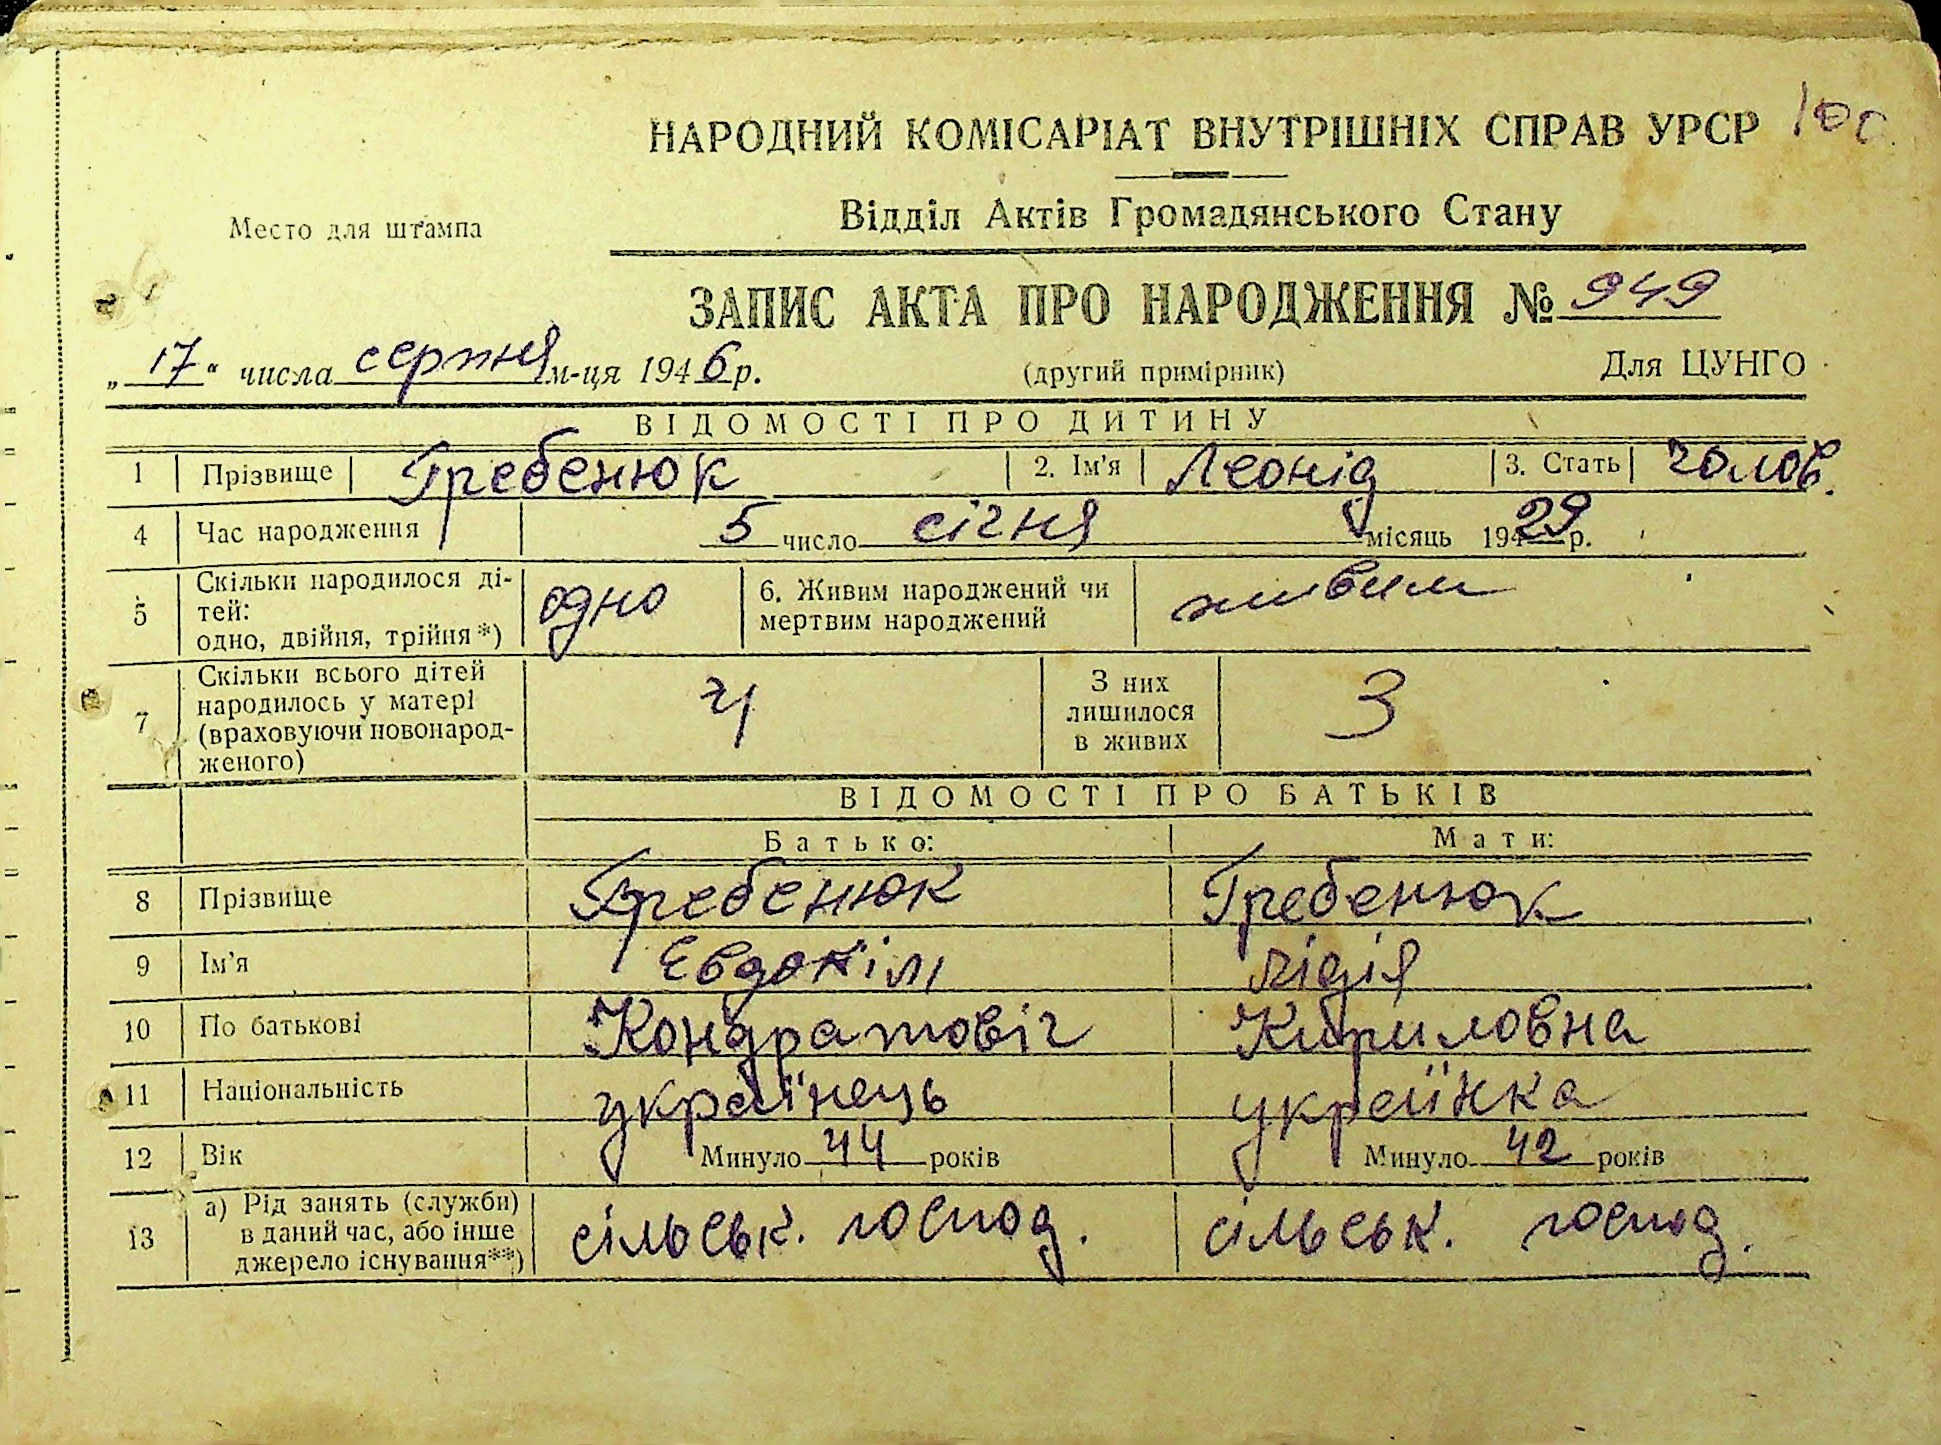 НАРОДНИЙ КОМІСАРІАТ ВНУТРІШНІХ СПРАВ УРСР
Відділ Актів Громадянського Стану
Место для штампа
ЗАПИС АКТА ПРО НАРОДЖЕННЯ № 949
„17“ числа серпня м-ця 1946 р. (другий примірник) Для ЦУНГО
ВІДОМОСТІ ПРО ДИТИНУ
1 Прізвище Гребенюк 2. Ім'я Леонід 3. Стать чолов.
4 Час народження 5 число січня місяць 1929 р.
5 Скільки народилося ді-
тей:
одно, двійня, трійня*) одно 6. Живим народжений чи
мертвим народжений живим
7 Скільки всього дітей
народилось у матері
(враховуючи новонарод-
женого) 4 З них
лишилося
в живих 3
ВІДОМОСТІ ПРО БАТЬКІВ
Батько: Мати:
8 Прізвище Гребенюк Гребенюк
9 Ім'я Евдокім Лідія
10 По батькові Кондратовіч Кириловна
11 Національність українець українка
12 Вік Минуло 44 років Минуло 42 років
13 а) Рід занять (служби)
в даний час, або інше
джерело існування**) сільськ. господ. сільськ. господ.